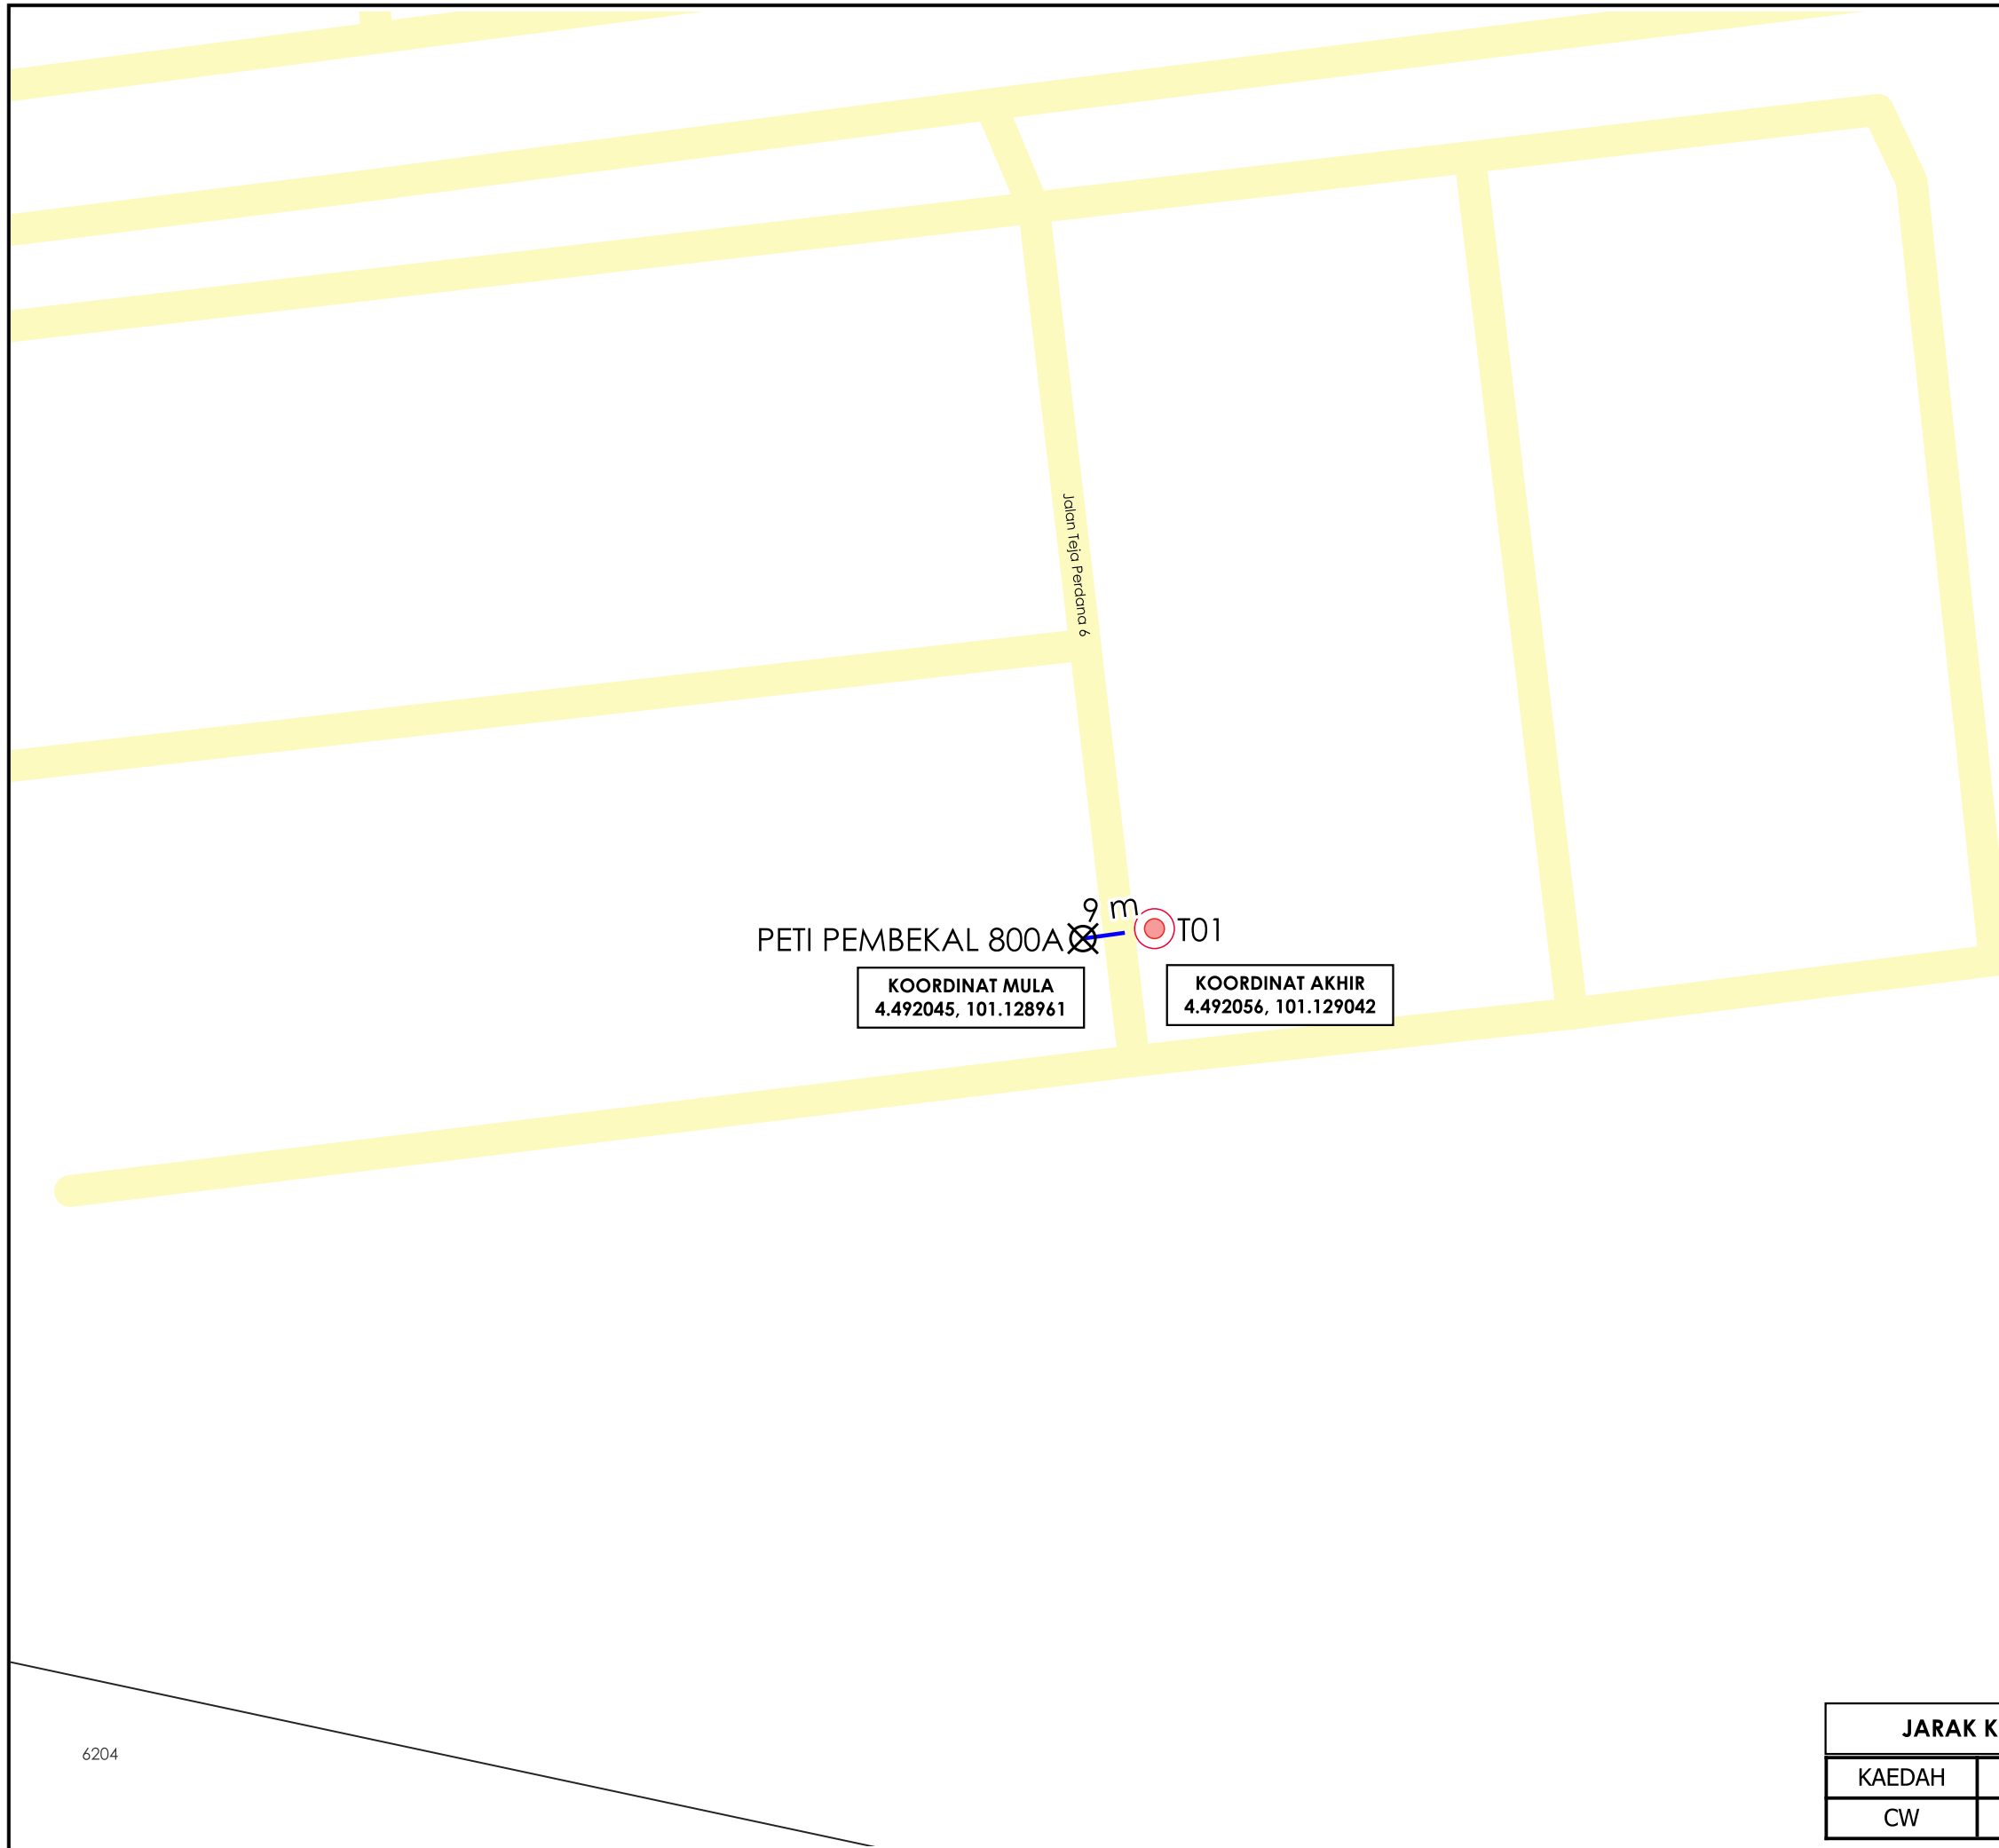 Jalan Teja Perdana 6
9 m
PETI PEMBEKAL 800A
T01
KOORDINAT MULA
4.492045, 101.128961
KOORDINAT AKHIR
4.492056, 101.129042
6204
JARAK K
KAEDAH
CW